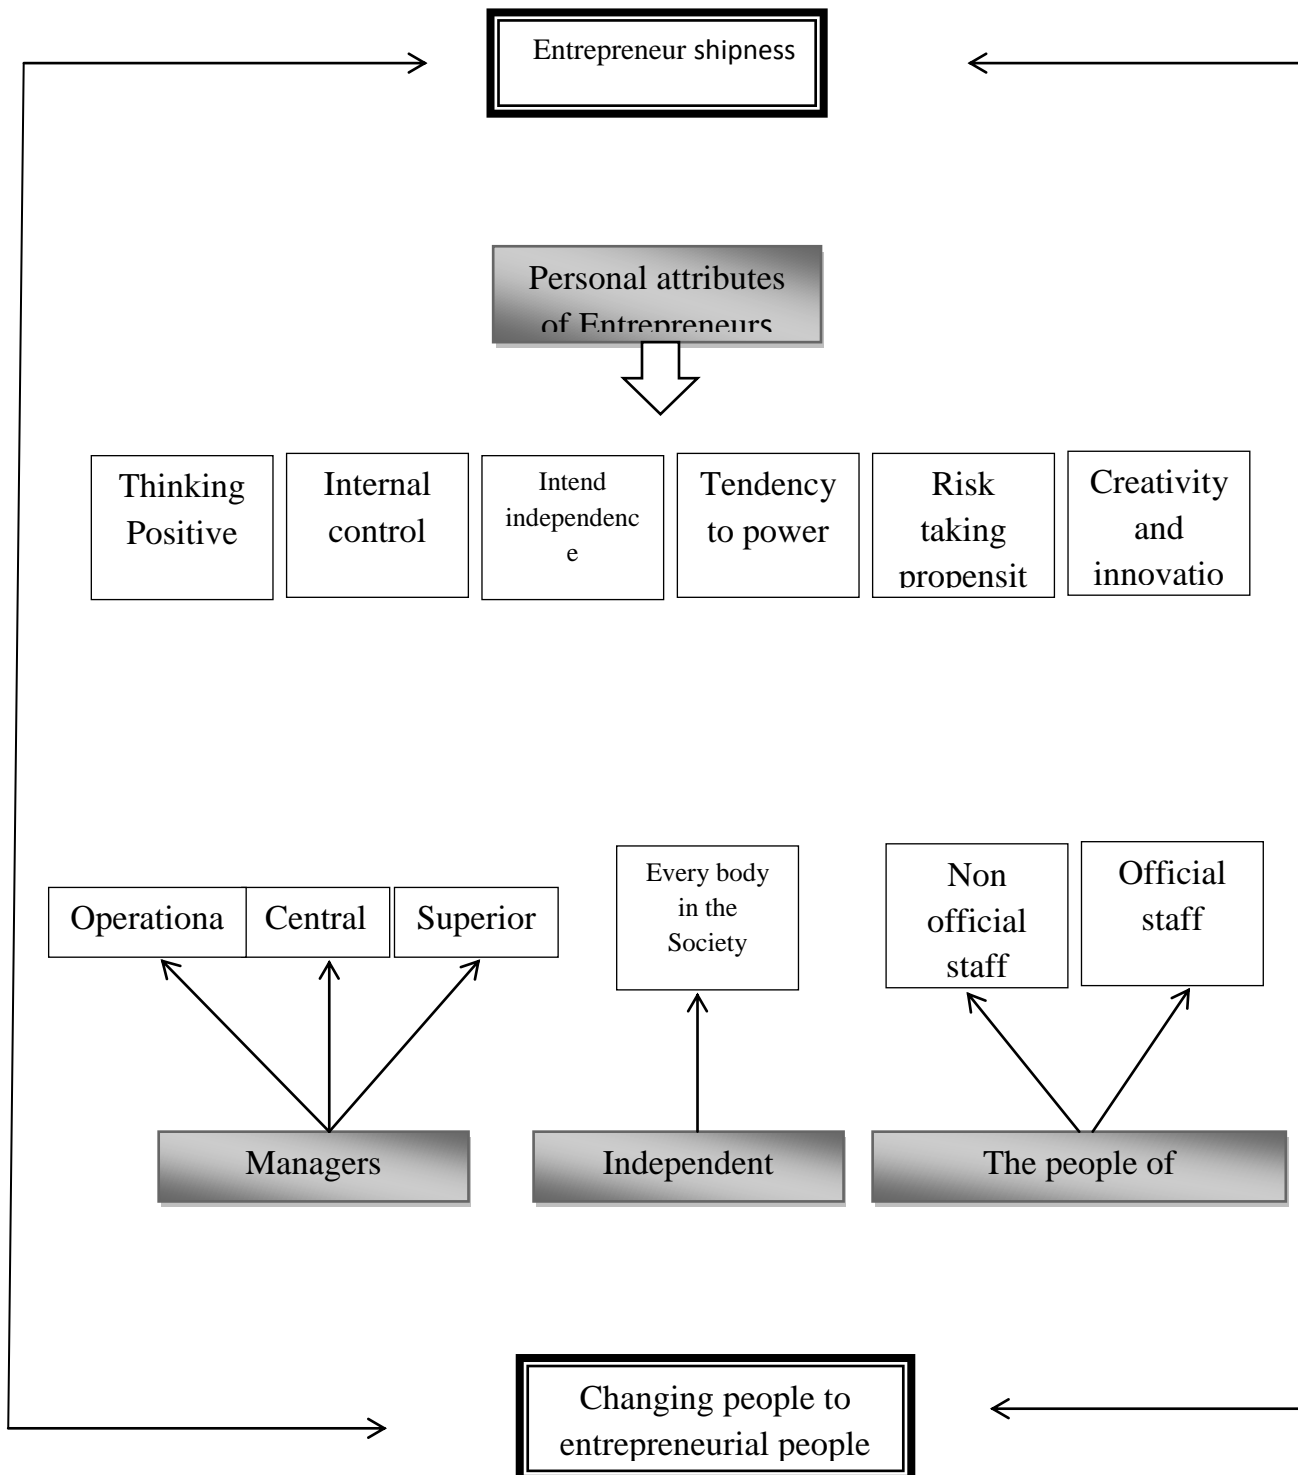 Entrepreneur shipness
Personal attributes
of Entrepreneurs
Thinking
Positive
Internal
control
Intend
independenc
e
Tendency
to power
Risk
taking
propensit
Creativity
and
innovatio
Operationa
Central
Superior
Every body
in the
Society
Non
official
staff
Official
staff
Managers
Independent
The people of
Changing people to
entrepreneurial people